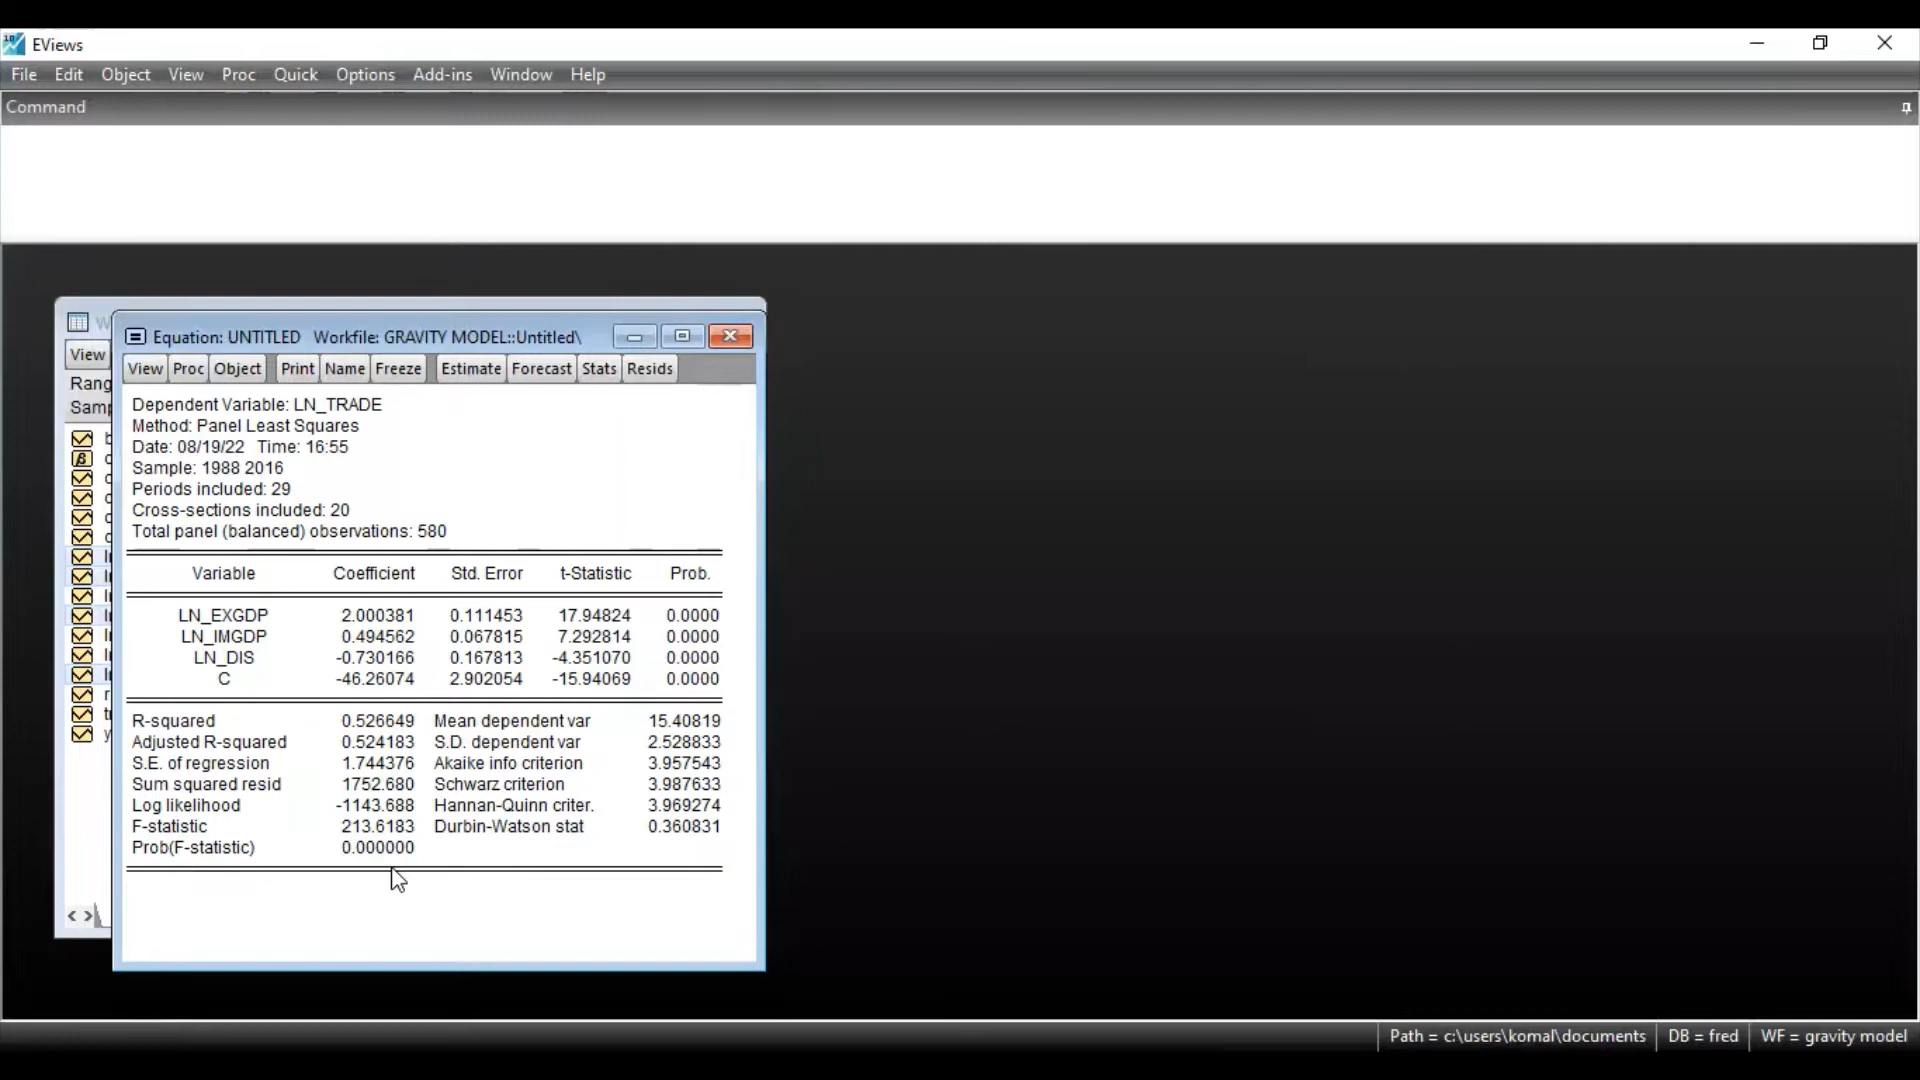 EViews
File Edit Object View Proc Quick Options Add-ins Window Help
Command
Equation: UNTITLED Workfile: GRAVITY MODEL::Untitled\
View
View Proc Object Print Name Freeze Estimate Forecast Stats Resids
Rang
Samp
Dependent Variable: LN_TRADE
Method: Panel Least Squares
Date: 08/19/22 Time: 16:55
Sample: 1988 2016
Periods included: 29
Cross-sections included: 20
Total panel (balanced) observations: 580
Variable Coefficient Std. Error t-Statistic Prob.
LN_EXGDP 2.000381 0.111453 17.94824 0.0000
LN_IMGDP 0.494562 0.067815 7.292814 0.0000
LN_DIS -0.730166 0.167813 -4.351070 0.0000
C -46.26074 2.902054 -15.94069 0.0000
R-squared 0.526649 Mean dependent var 15.40819
Adjusted R-squared 0.524183 S.D. dependent var 2.528833
S.E. of regression 1.744376 Akaike info criterion 3.957543
Sum squared resid 1752.680 Schwarz criterion 3.987633
Log likelihood -1143.688 Hannan-Quinn criter. 3.969274
F-statistic 213.6183 Durbin-Watson stat 0.360831
Prob(F-statistic) 0.000000
Path = c:\users\komal\documents DB = fred WF = gravity model